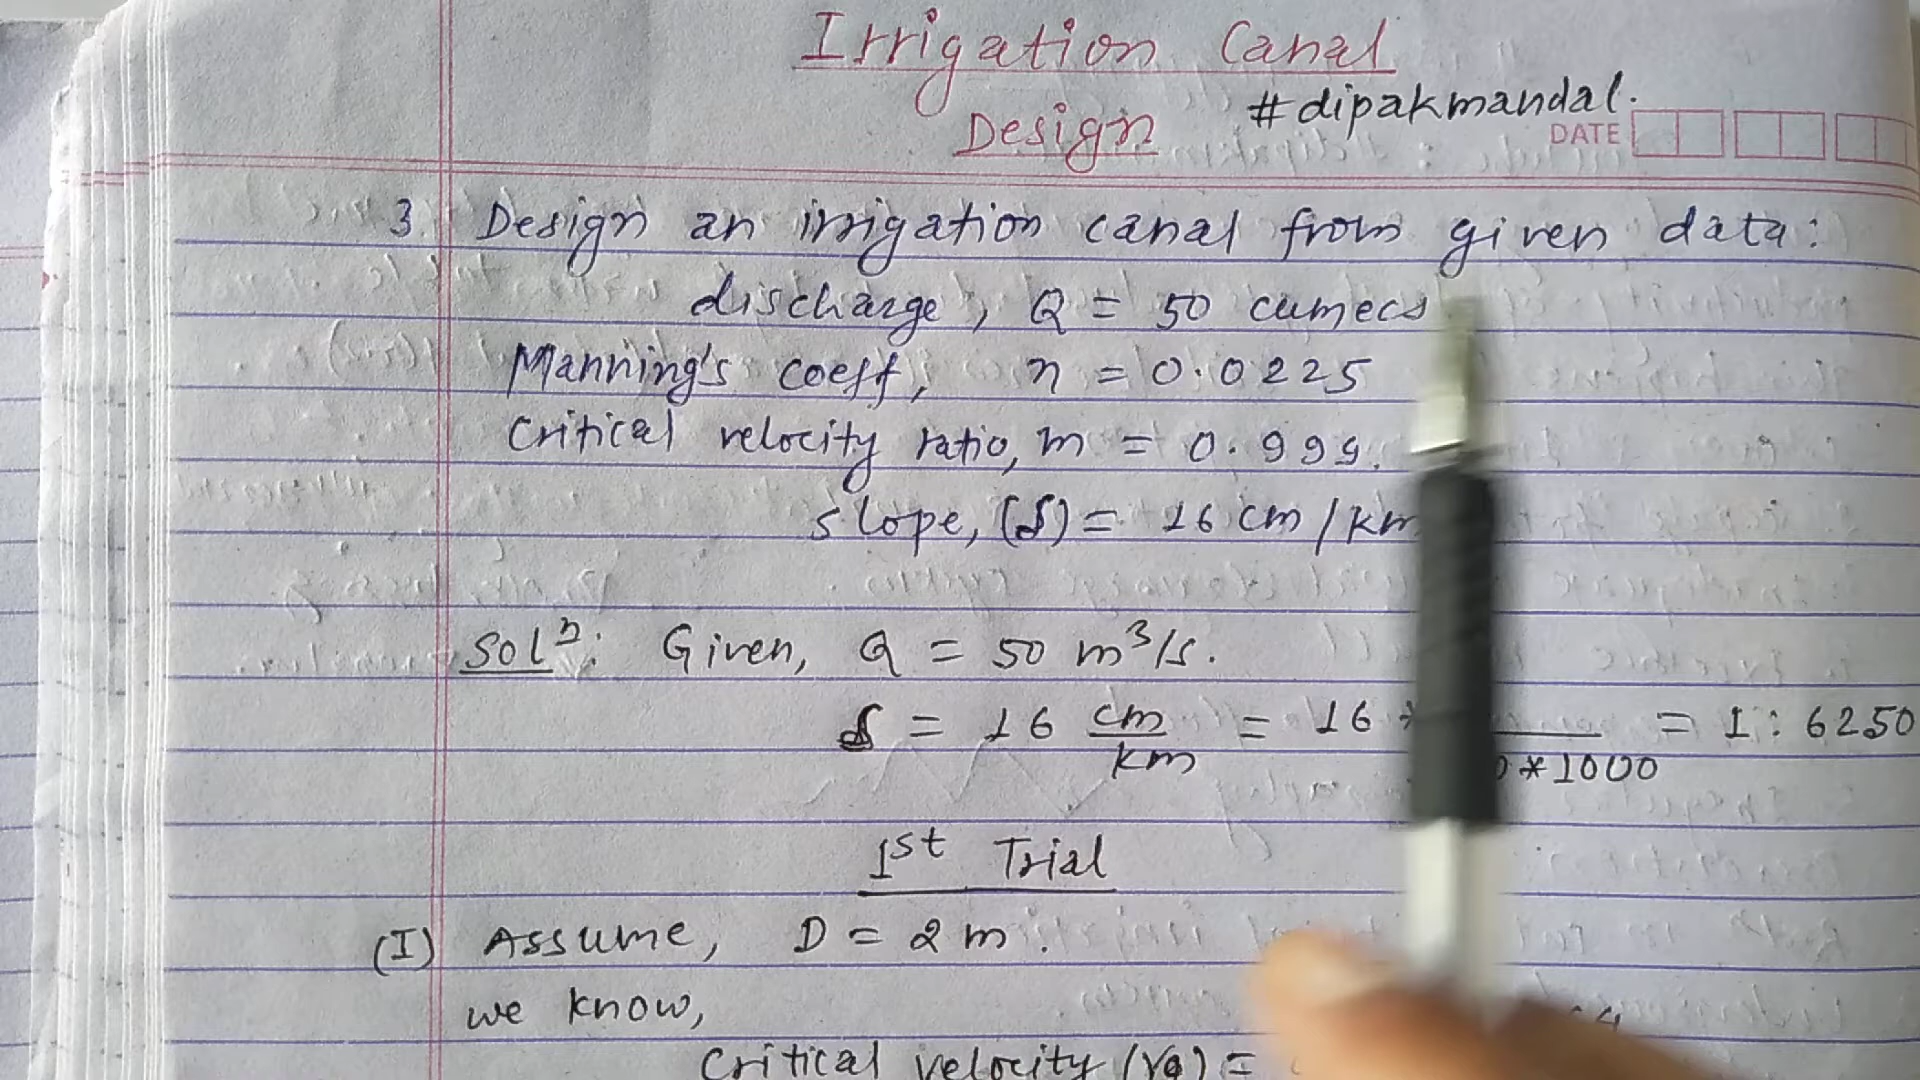 Irrigation Canal
Design
#dipakmandal.
DATE
3. Design an irrigation canal from given data:
discharge, Q = 50 cumecs
Manning's coeff, n = 0.0225
Critical velocity ratio, m = 0.999.
slope, (S) = 16 cm/km
Solⁿ: Given, Q = 50 m³/s.
S = 16 cm/km = 16 * *1000 = 1 : 6250
1st Trial
(I) Assume, D = 2 m.
we know,
Critical velocity (V0) =